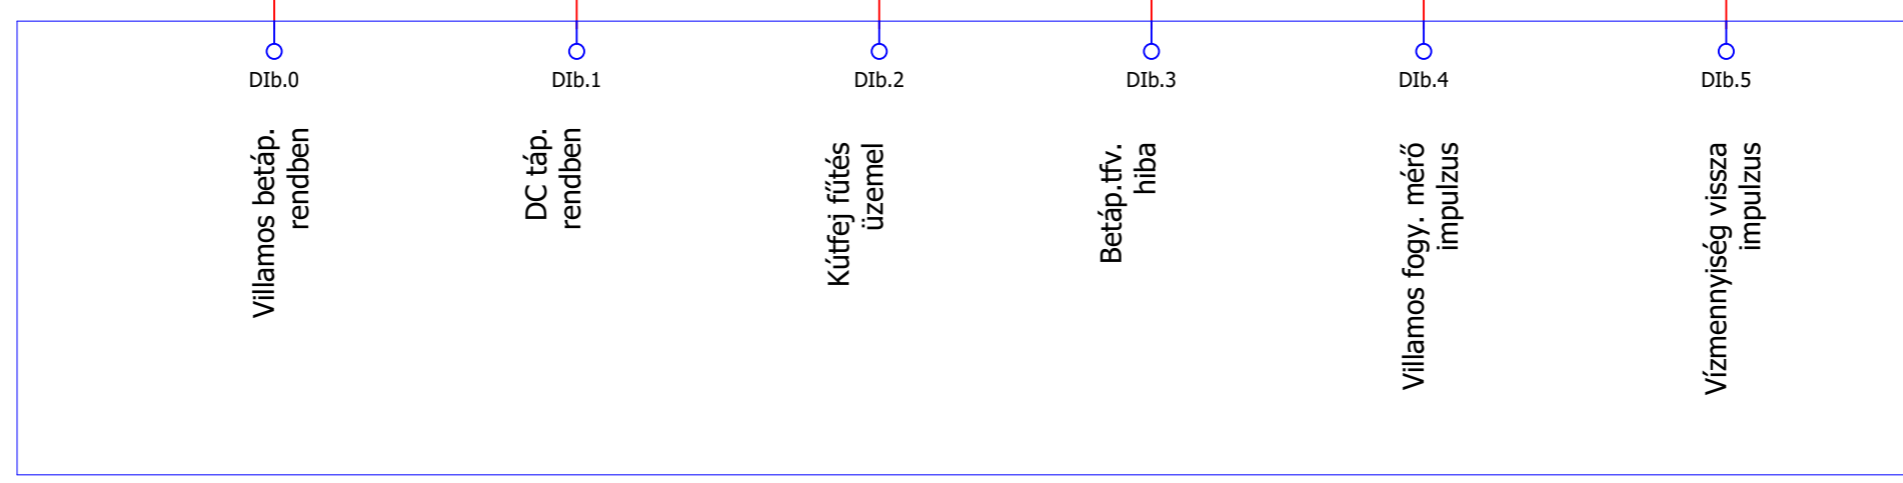 DIb.0
DIb.1
DIb.2
DIb.3
DIb.4
DIb.5
Villamos betáp.
rendben
DC táp.
rendben
Kútfej fűtés
üzemel
Betáp.tfv.
hiba
Villamos fogy. mérő
impulzus
Vízmennyiség vissza
impulzus